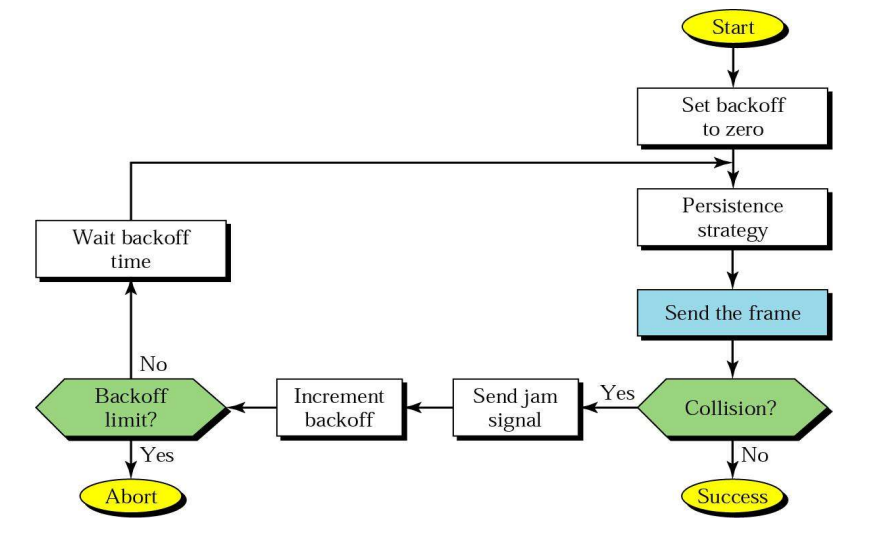 Start
Set backoff
to zero
Persistence
strategy
Wait backoff
time
Send the frame
No
Backoff
limit?
Increment
backoff
Send jam
signal
Yes
Collision?
Yes
No
Abort
Success